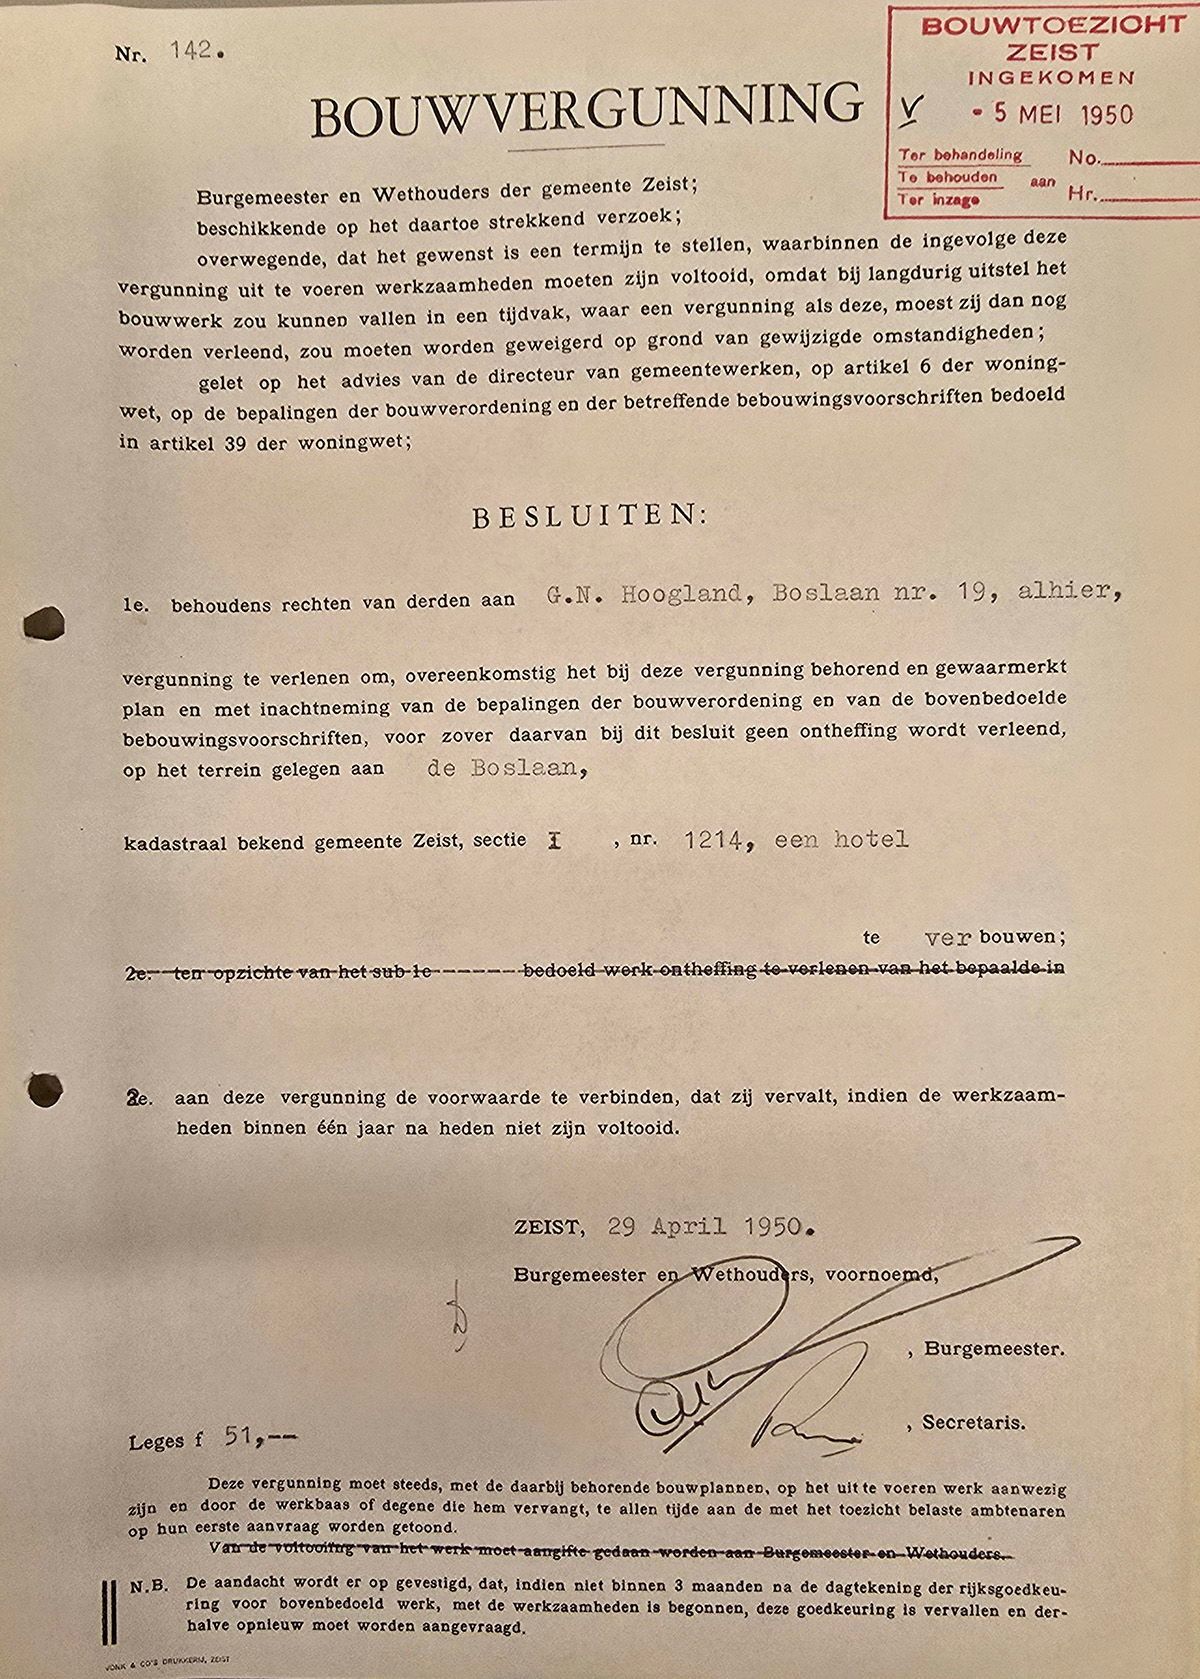 Nr. 142.
BOUWTOEZICHT
ZEIST
INGEKOMEN
- 5 MEI 1950
Ter behandeling
Te behouden
Ter inzage
aan
No.
Hr.
BOUWVERGUNNING
Burgemeester en Wethouders der gemeente Zeist;
beschikkende op het daartoe strekkend verzoek;
overwegende, dat het gewenst is een termijn te stellen, waarbinnen de ingevolge deze
vergunning uit te voeren werkzaamheden moeten zijn voltooid, omdat bij langdurig uitstel het
bouwwerk zou kunnen vallen in een tijdvak, waar een vergunning als deze, moest zij dan nog
worden verleend, zou moeten worden geweigerd op grond van gewijzigde omstandigheden;
gelet op het advies van de directeur van gemeentewerken, op artikel 6 der woning-
wet, op de bepalingen der bouwverordening en der betreffende bebouwingsvoorschriften bedoeld
in artikel 39 der woningwet;
BESLUITEN:
1e. behoudens rechten van derden aan G.N. Hoogland, Boslaan nr. 19, alhier,
vergunning te verlenen om, overeenkomstig het bij deze vergunning behorend en gewaarmerkt
plan en met inachtneming van de bepalingen der bouwverordening en van de bovenbedoelde
bebouwingsvoorschriften, voor zover daarvan bij dit besluit geen ontheffing wordt verleend,
op het terrein gelegen aan de Boslaan,
kadastraal bekend gemeente Zeist, sectie I , nr. 1214, een hotel
te ver bouwen;
2e. ten opzichte van het sub 1e ------ bedoeld werk ontheffing te verlenen van het bepaalde in
2e. aan deze vergunning de voorwaarde te verbinden, dat zij vervalt, indien de werkzaam-
heden binnen één jaar na heden niet zijn voltooid.
ZEIST, 29 April 1950.
Burgemeester en Wethouders, voornoemd,
, Burgemeester.
, Secretaris.
Leges f 51,--
Deze vergunning moet steeds, met de daarbij behorende bouwplannen, op het uit te voeren werk aanwezig
zijn en door de werkbaas of degene die hem vervangt, te allen tijde aan de met het toezicht belaste ambtenaren
op hun eerste aanvraag worden getoond.
Van de voltooiing van het werk moet aangifte gedaan worden aan Burgemeester en Wethouders.
N.B. De aandacht wordt er op gevestigd, dat, indien niet binnen 3 maanden na de dagtekening der rijksgoedkeu-
ring voor bovenbedoeld werk, met de werkzaamheden is begonnen, deze goedkeuring is vervallen en der-
halve opnieuw moet worden aangevraagd.
VONK & CO'S DRUKKERIJ, ZEIST